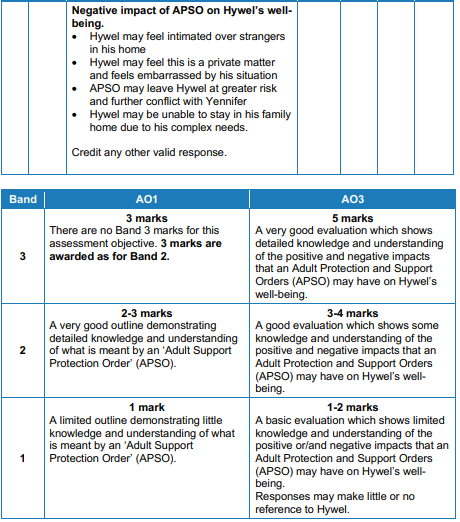 Negative impact of APSO on Hywel's well-
being.
• Hywel may feel intimated over strangers
in his home
• Hywel may feel this is a private matter
and feels embarrassed by his situation
• APSO may leave Hywel at greater risk
and further conflict with Yennifer
• Hywel may be unable to stay in his family
home due to his complex needs.
Credit any other valid response.
Band AO1 AO3
3
3 marks
There are no Band 3 marks for this
assessment objective. 3 marks are
awarded as for Band 2.
5 marks
A very good evaluation which shows
detailed knowledge and understanding
of the positive and negative impacts
that an Adult Protection and Support
Orders (APSO) may have on Hywel's
well-being.
2
2-3 marks
A very good outline demonstrating
detailed knowledge and understanding
of what is meant by an 'Adult Support
Protection Order' (APSO).
3-4 marks
A good evaluation which shows some
knowledge and understanding of the
positive and negative impacts that an
Adult Protection and Support Orders
(APSO) may have on Hywel's well-
being.
1
1 mark
A limited outline demonstrating little
knowledge and understanding of what
is meant by an 'Adult Support
Protection Order' (APSO).
1-2 marks
A basic evaluation which shows limited
knowledge and understanding of the
positive or/and negative impacts that an
Adult Protection and Support Orders
(APSO) may have on Hywel's well-
being.
Responses may make little or no
reference to Hywel.